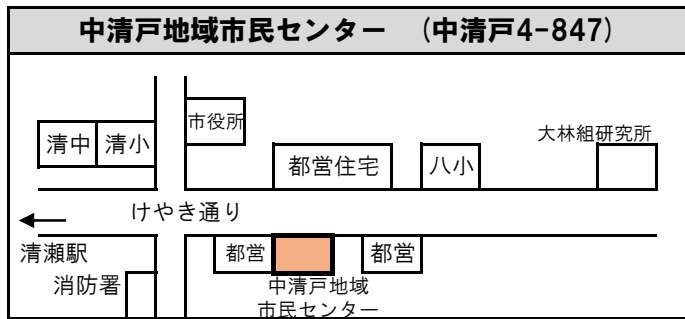 中清戸地域市民センター　(中清戸4-847)
市役所
清中 清小
大林組研究所
都営住宅
八小
けやき通り
清瀬駅
都営
都営
消防署
中清戸地域
市民センター